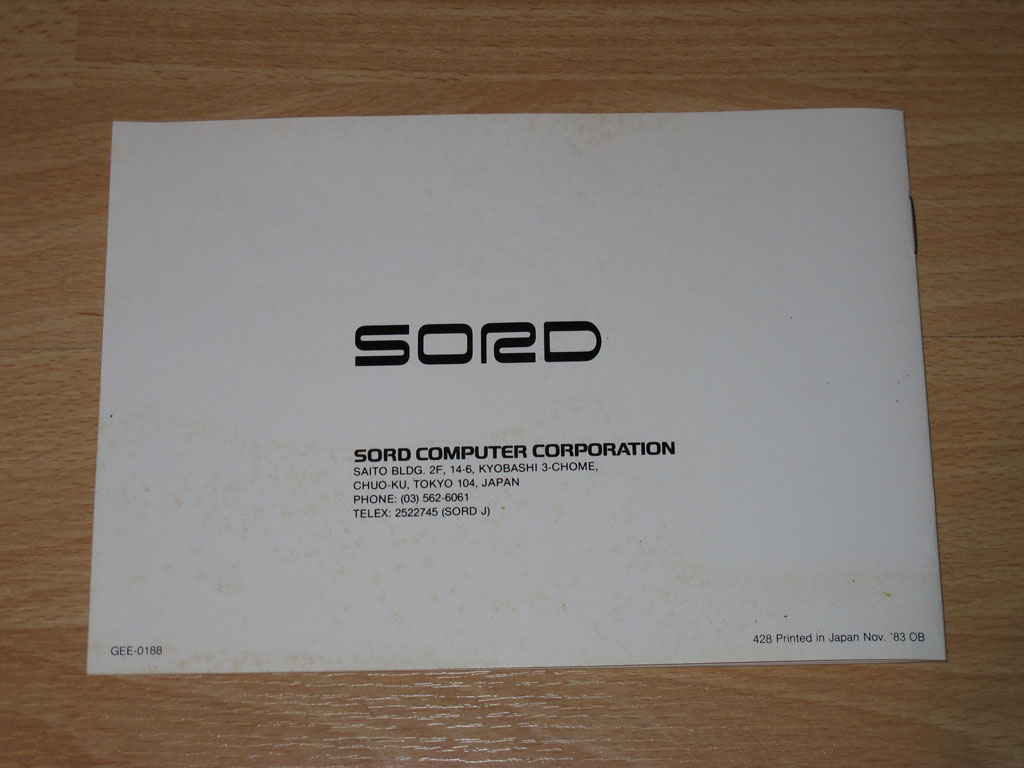 SORD
SORD COMPUTER CORPORATION
SAITO BLDG. 2F, 14-6, KYOBASHI 3-CHOME,
CHUO-KU, TOKYO 104, JAPAN
PHONE: (03) 562-6061
TELEX: 2522745 (SORD J)
GEE-0188
428 Printed in Japan Nov. '83 OB